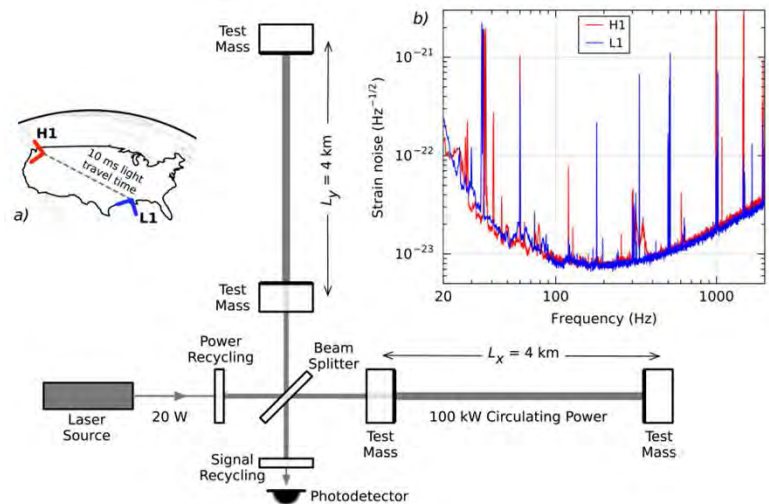 Test
Mass
H1
10 ms light
travel time
a)
L1
Ly = 4 km
Test
Mass
Power
Recycling
Beam
Splitter
Lx = 4 km
Laser
Source
20 W
100 kW Circulating Power
Test
Mass
Test
Mass
Signal
Recycling
Photodetector
b)
H1
L1
Strain noise (Hz⁻¹/²)
10⁻²¹
10⁻²²
10⁻²³
20
100
1000
Frequency (Hz)